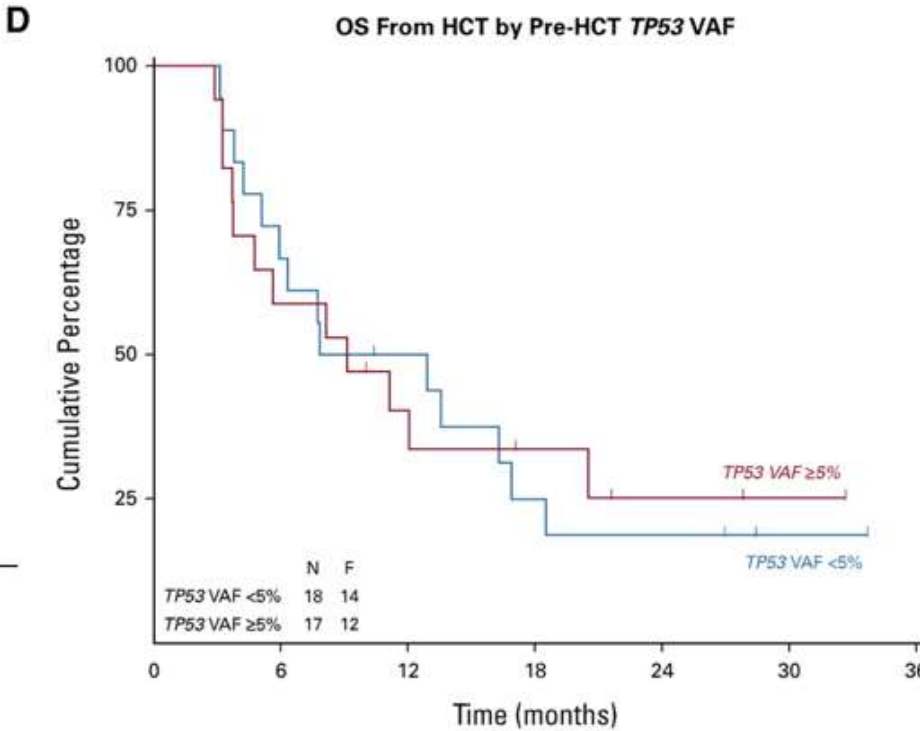 D
OS From HCT by Pre-HCT TP53 VAF
Cumulative Percentage
100
75
50
25
TP53 VAF ≥5%
TP53 VAF <5%
N F
TP53 VAF <5% 18 14
TP53 VAF ≥5% 17 12
0 6 12 18 24 30
Time (months)